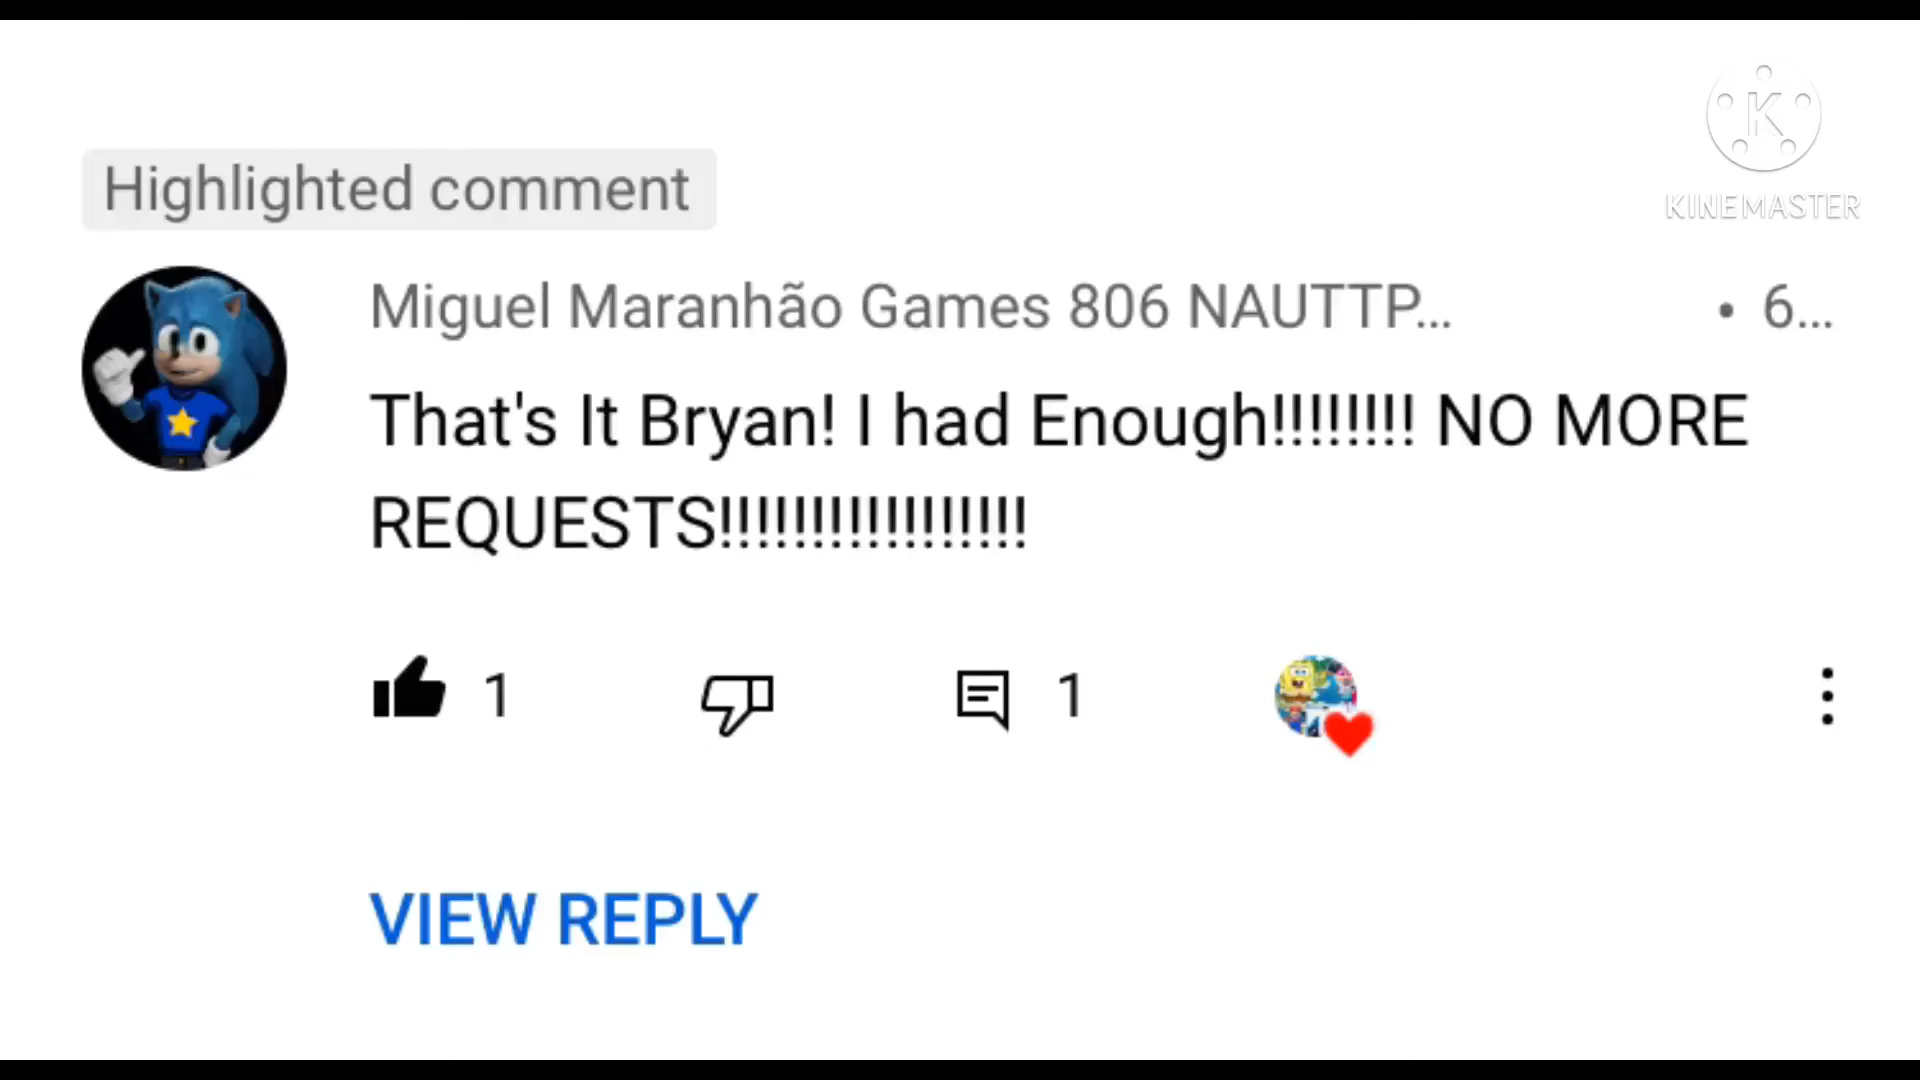 K
KINEMASTER
Highlighted comment
Miguel Maranhão Games 806 NAUTTP... • 6...
That's It Bryan! I had Enough!!!!!!!! NO MORE
REQUESTS!!!!!!!!!!!!!!!!!
1 1
VIEW REPLY